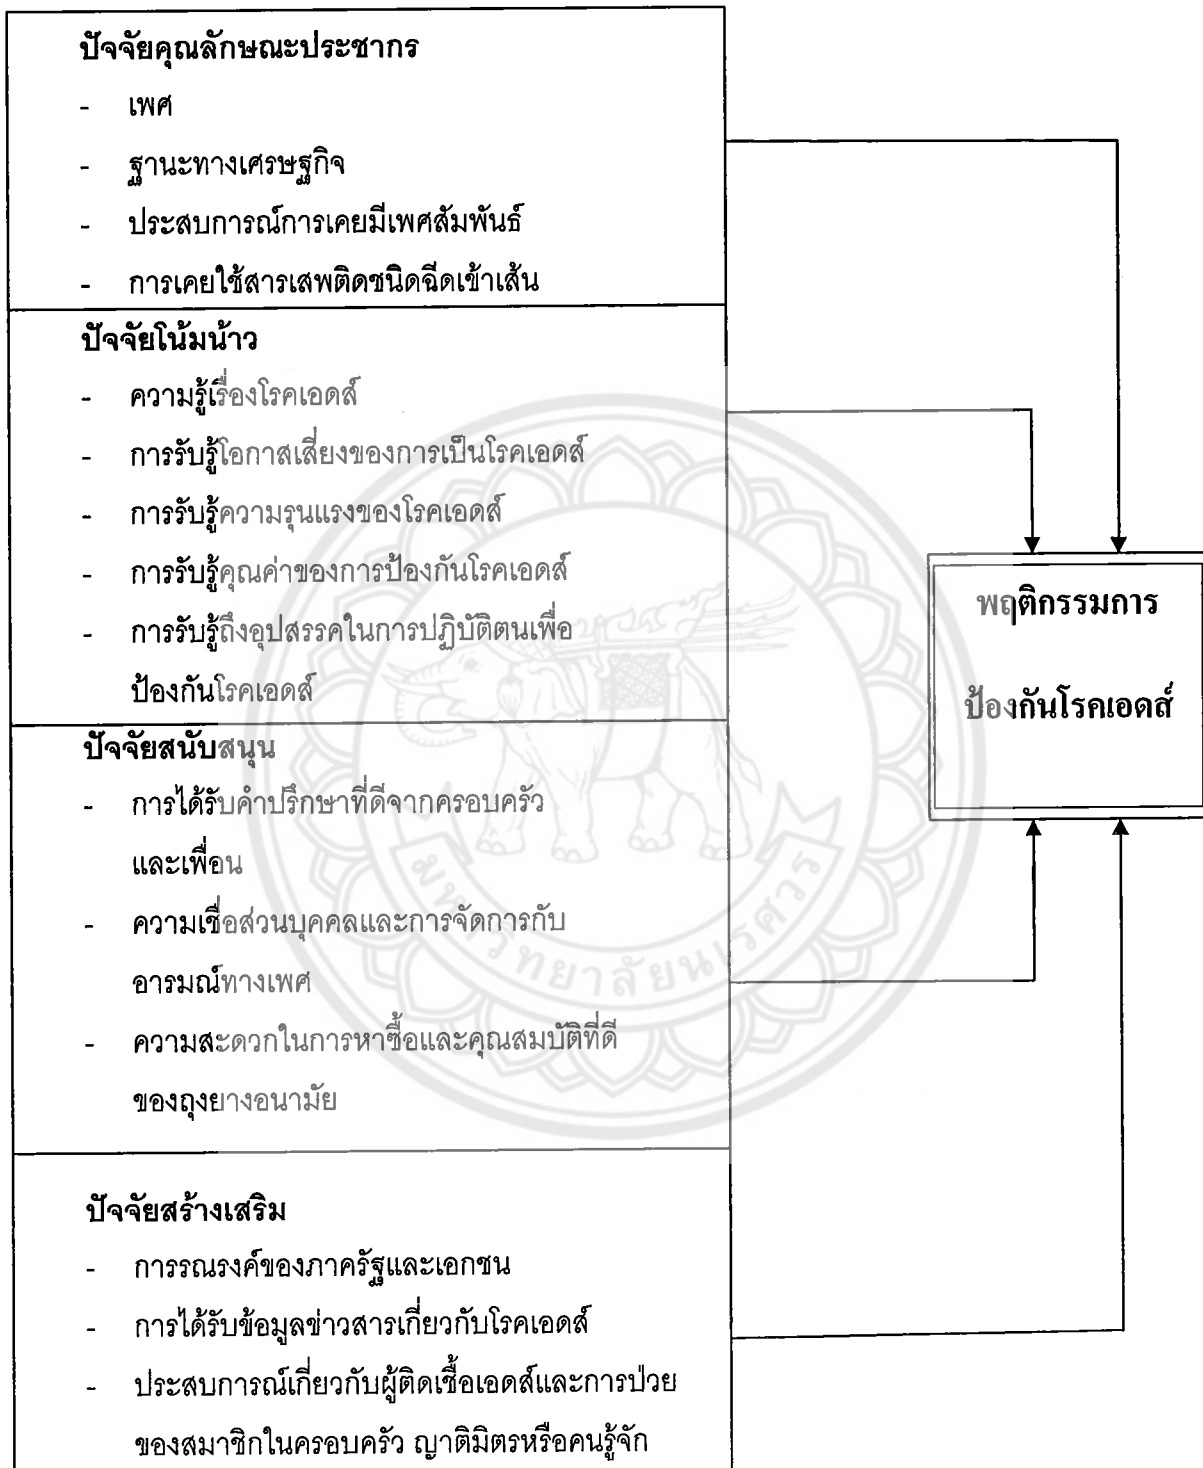 ปัจจัยคุณลักษณะประชากร
- เพศ
- ฐานะทางเศรษฐกิจ
- ประสบการณ์การเคยมีเพศสัมพันธ์
- การเคยใช้สารเสพติดชนิดฉีดเข้าเส้น
ปัจจัยโน้มน้าว
- ความรู้เรื่องโรคเอดส์
- การรับรู้โอกาสเสี่ยงของการเป็นโรคเอดส์
- การรับรู้ความรุนแรงของโรคเอดส์
- การรับรู้คุณค่าของการป้องกันโรคเอดส์
- การรับรู้ถึงอุปสรรคในการปฏิบัติตนเพื่อ
ป้องกันโรคเอดส์
ปัจจัยสนับสนุน
- การได้รับคำปรึกษาที่ดีจากครอบครัว
และเพื่อน
- ความเชื่อส่วนบุคคลและการจัดการกับ
อารมณ์ทางเพศ
- ความสะดวกในการหาซื้อและคุณสมบัติที่ดี
ของถุงยางอนามัย
ปัจจัยสร้างเสริม
- การรณรงค์ของภาครัฐและเอกชน
- การได้รับข้อมูลข่าวสารเกี่ยวกับโรคเอดส์
- ประสบการณ์เกี่ยวกับผู้ติดเชื้อเอดส์และการป่วย
ของสมาชิกในครอบครัว ญาติมิตรหรือคนรู้จัก
พฤติกรรมการ
ป้องกันโรคเอดส์
มหาวิทยาลัยนเรศวร